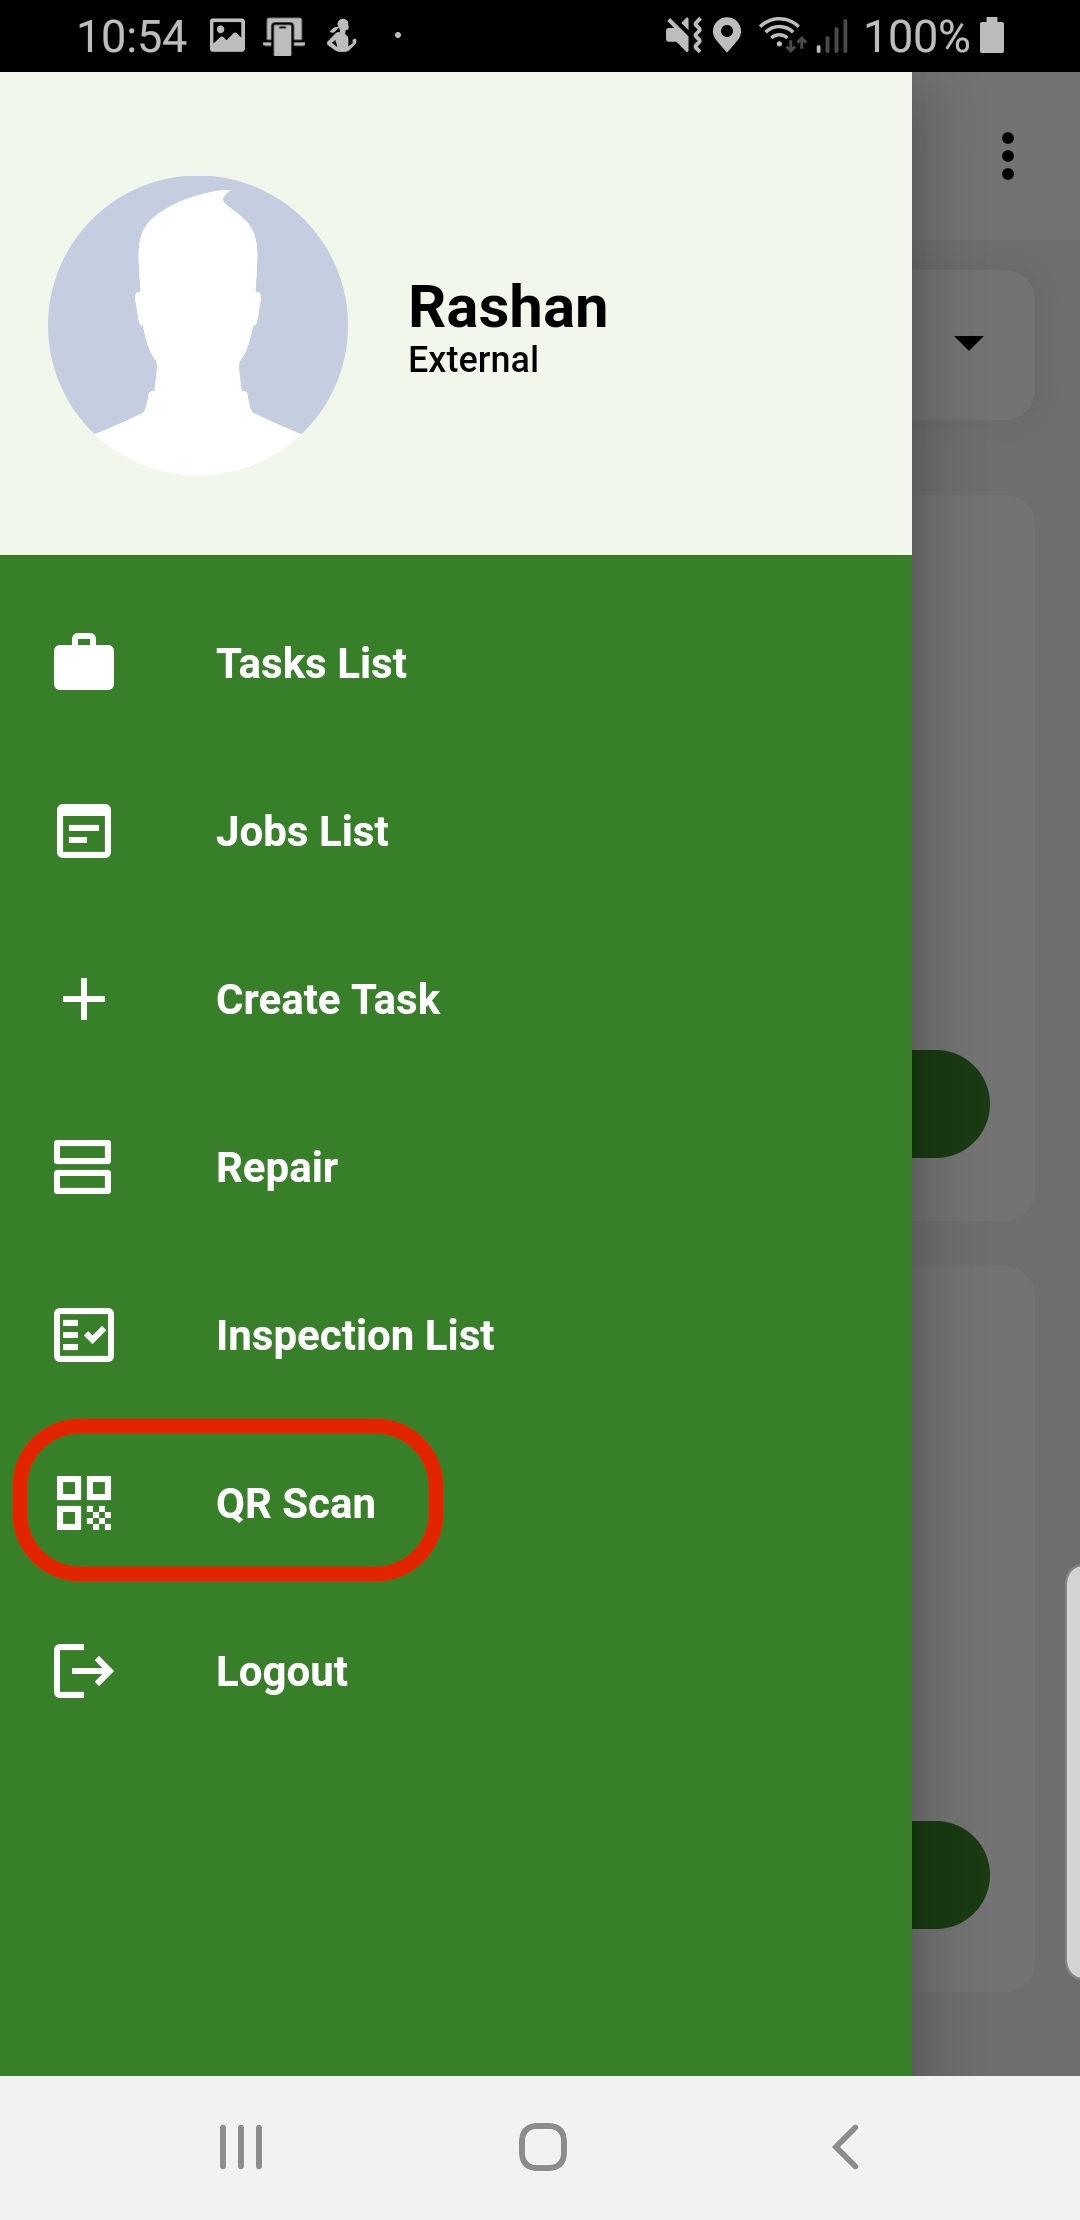 10:54
100%
Rashan
External
Tasks List
Jobs List
Create Task
Repair
Inspection List
QR Scan
Logout